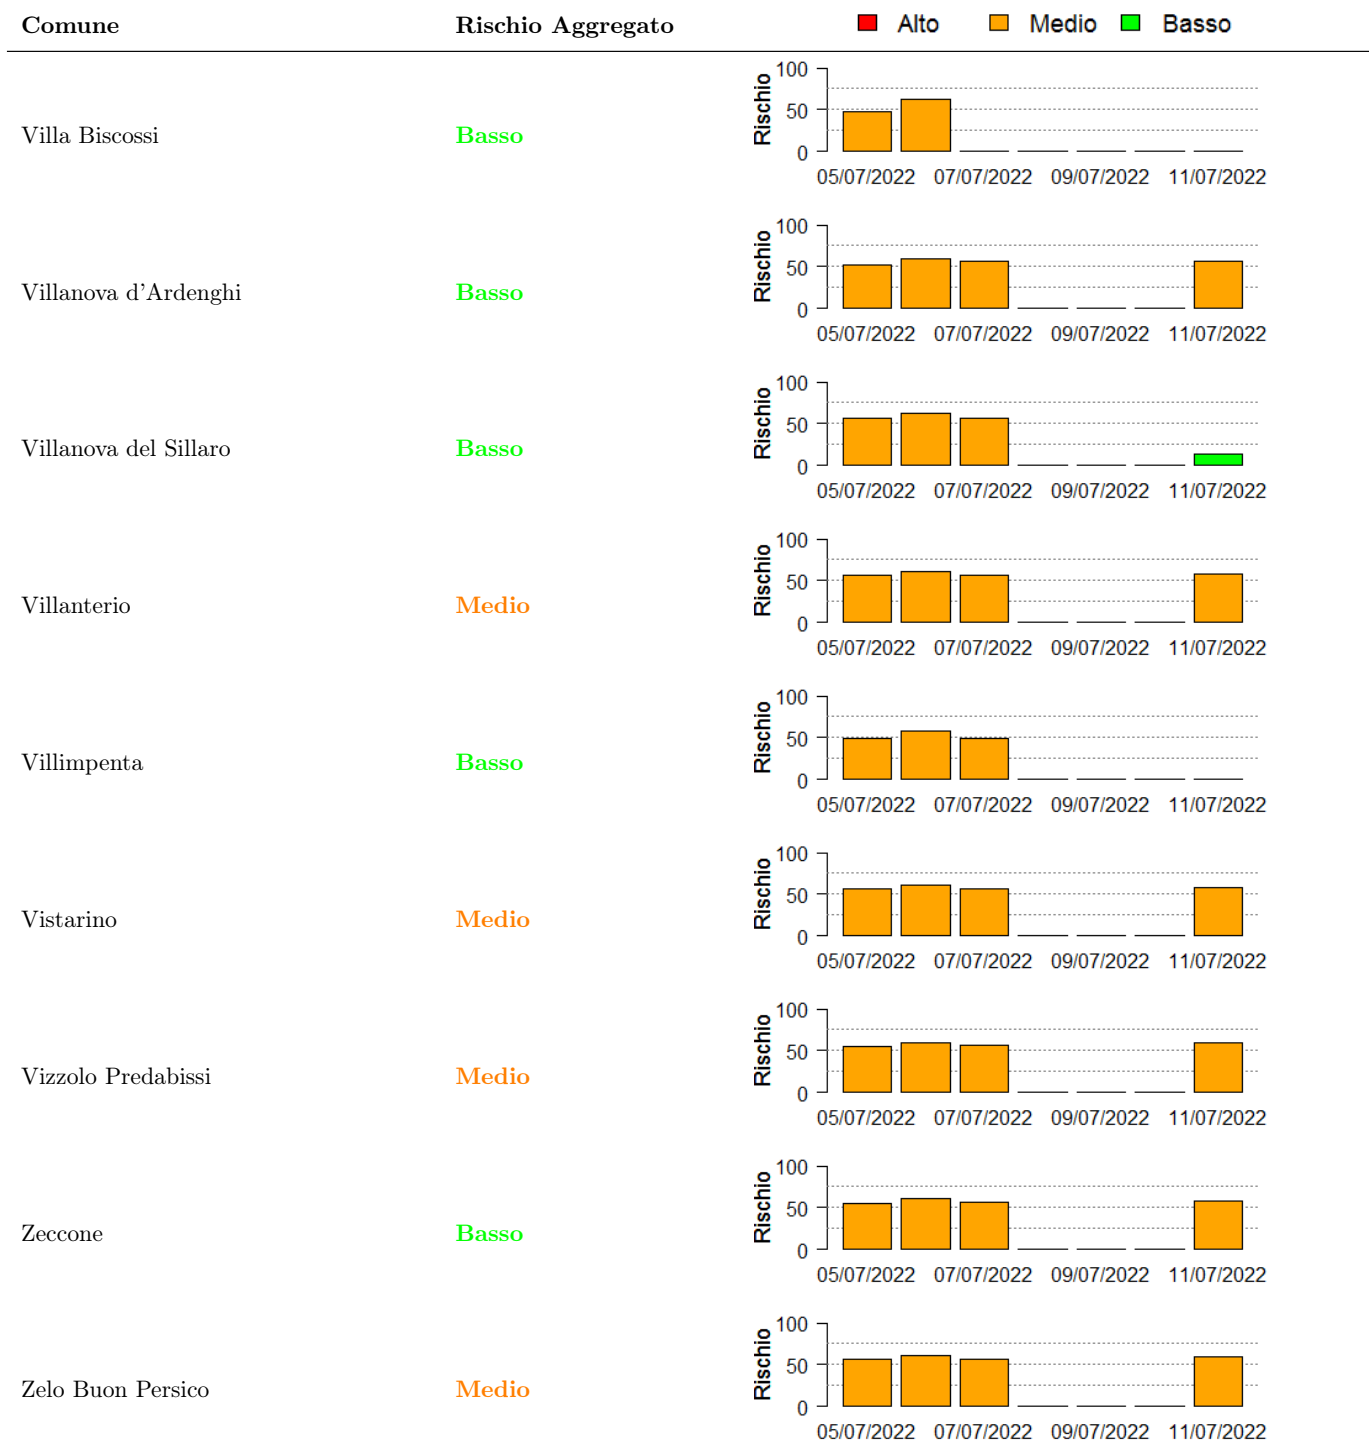 Comune Rischio Aggregato Alto Medio Basso
100
50
0
Rischio
Villa Biscossi Basso
05/07/2022 07/07/2022 09/07/2022 11/07/2022
100
50
0
Rischio
Villanova d'Ardenghi Basso
05/07/2022 07/07/2022 09/07/2022 11/07/2022
100
50
0
Rischio
Villanova del Sillaro Basso
05/07/2022 07/07/2022 09/07/2022 11/07/2022
100
50
0
Rischio
Villanterio Medio
05/07/2022 07/07/2022 09/07/2022 11/07/2022
100
50
0
Rischio
Villimpenta Basso
05/07/2022 07/07/2022 09/07/2022 11/07/2022
100
50
0
Rischio
Vistarino Medio
05/07/2022 07/07/2022 09/07/2022 11/07/2022
100
50
0
Rischio
Vizzolo Predabissi Medio
05/07/2022 07/07/2022 09/07/2022 11/07/2022
100
50
0
Rischio
Zeccone Basso
05/07/2022 07/07/2022 09/07/2022 11/07/2022
100
50
0
Rischio
Zelo Buon Persico Medio
05/07/2022 07/07/2022 09/07/2022 11/07/2022